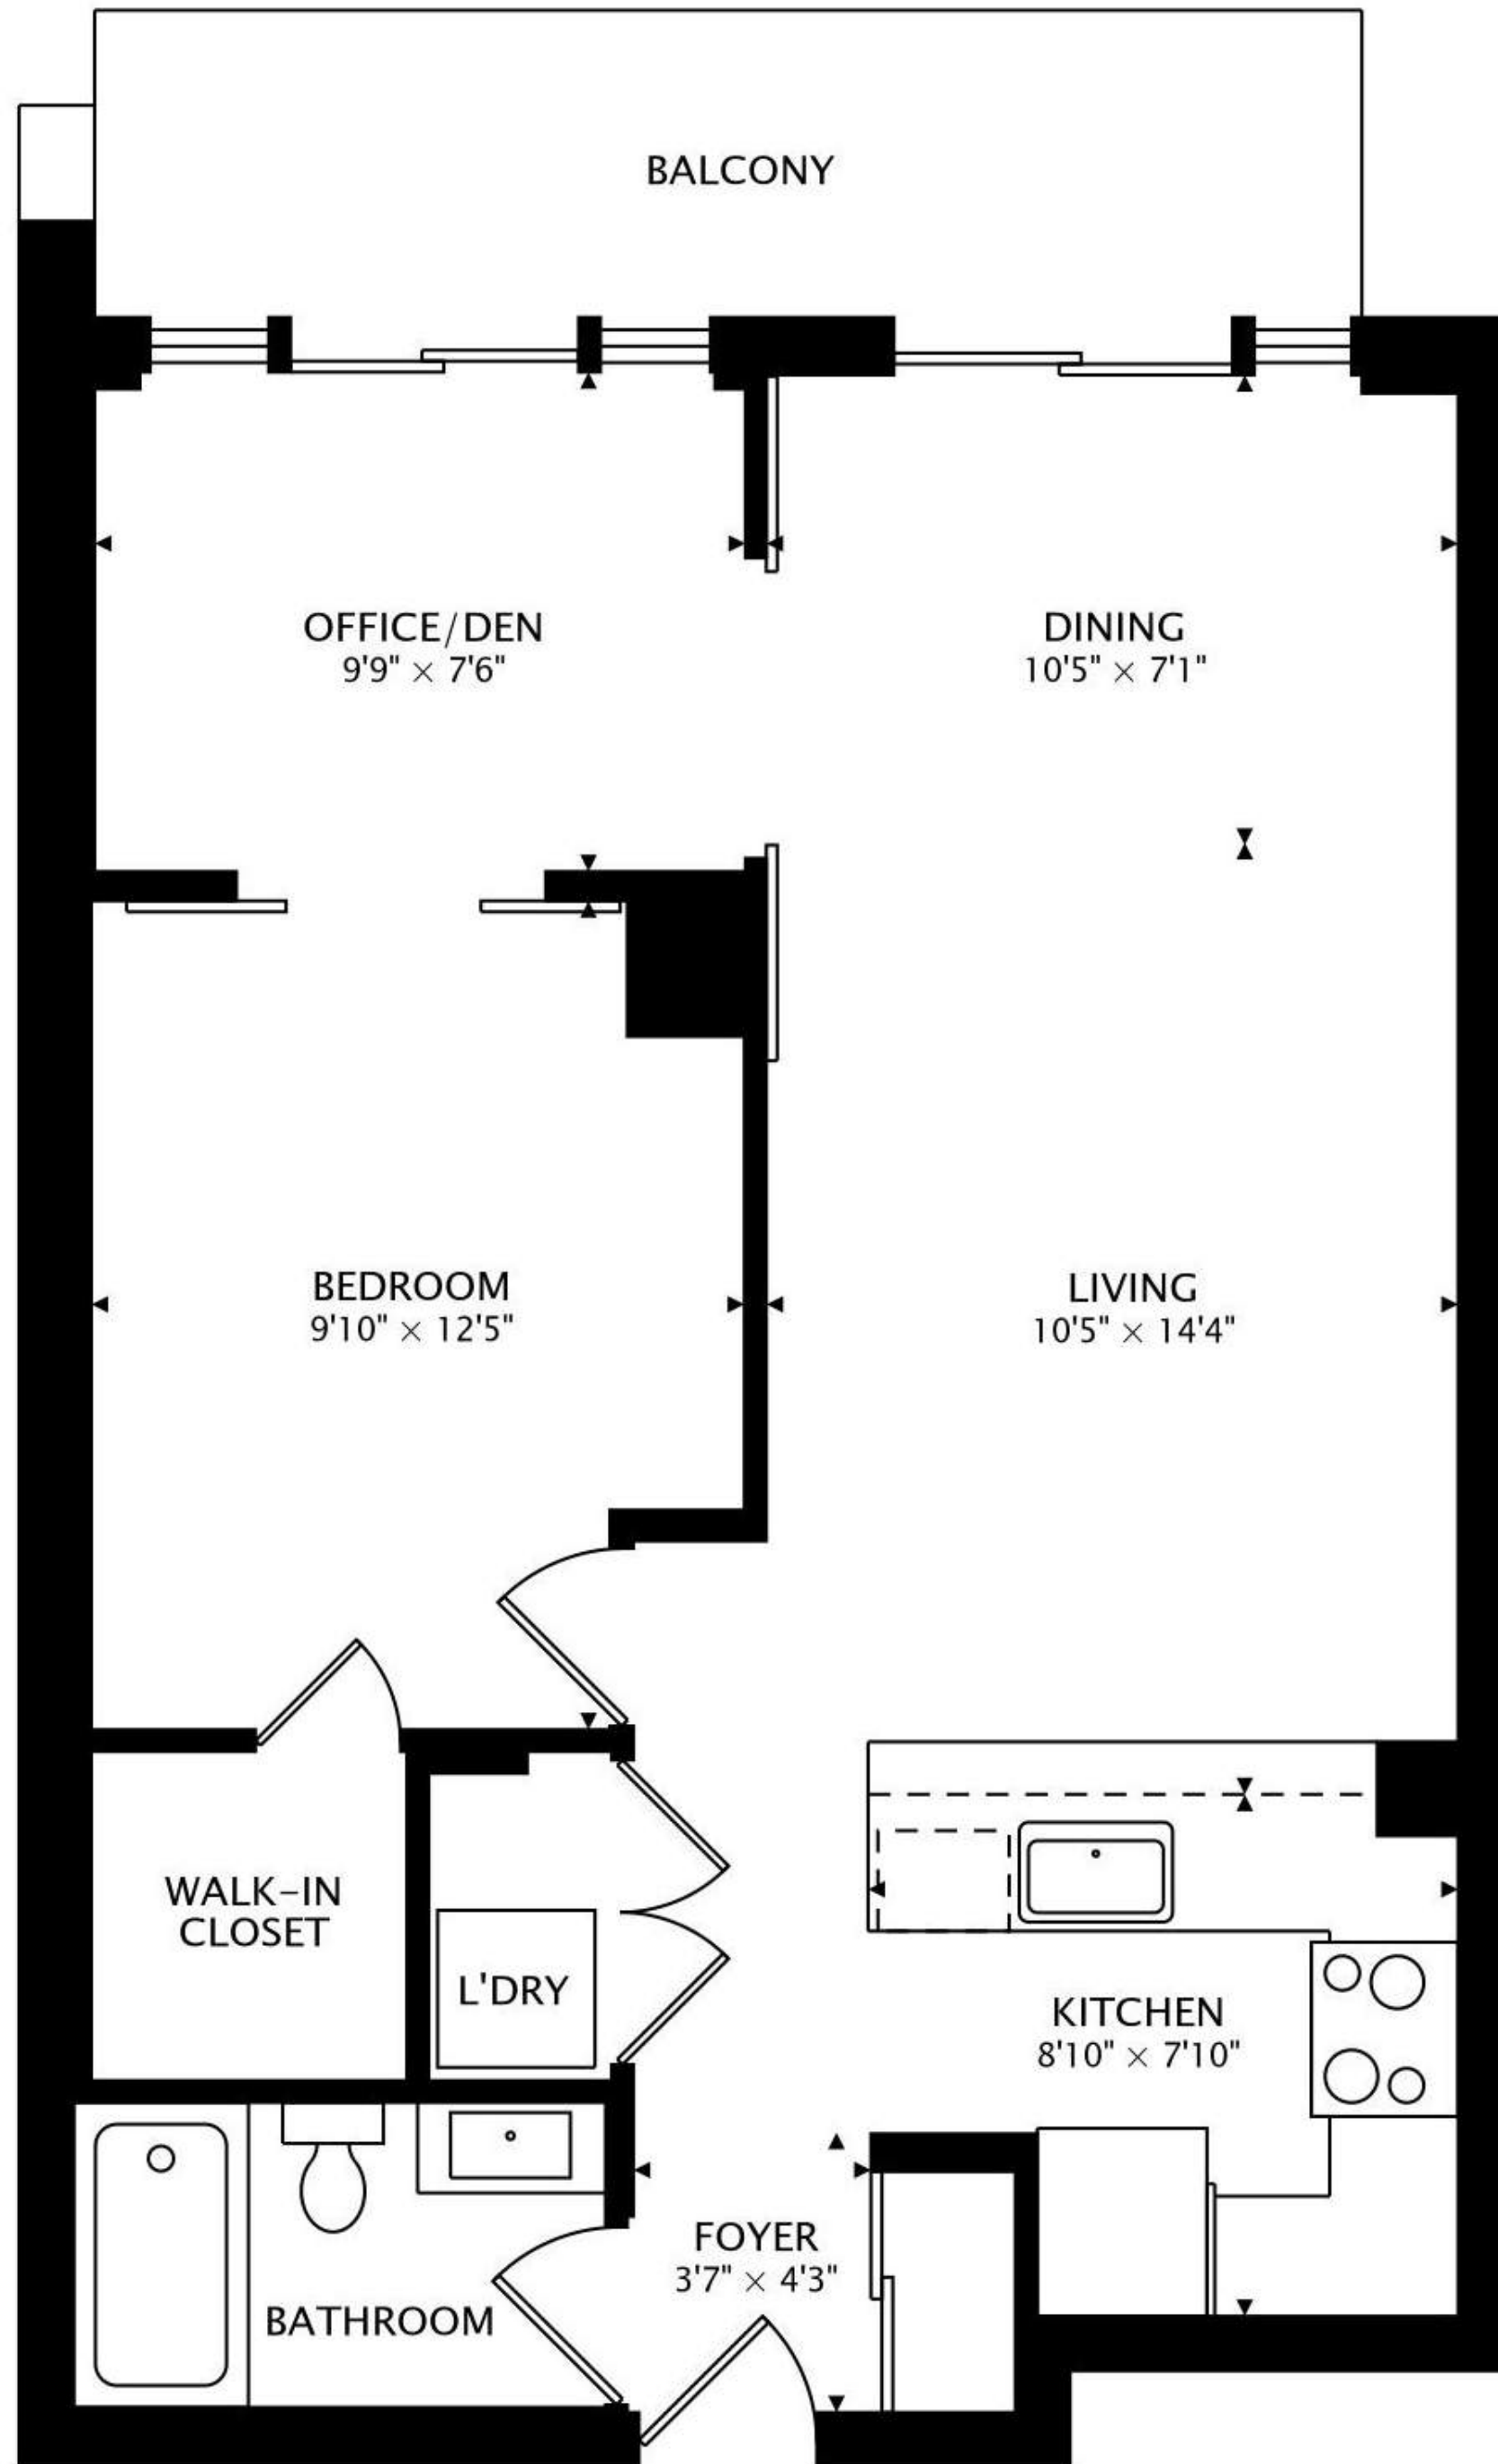 BALCONY
OFFICE/DEN
9'9" × 7'6"
DINING
10'5" × 7'1"
BEDROOM
9'10" × 12'5"
LIVING
10'5" × 14'4"
WALK-IN
CLOSET
L'DRY
KITCHEN
8'10" × 7'10"
FOYER
3'7" × 4'3"
BATHROOM